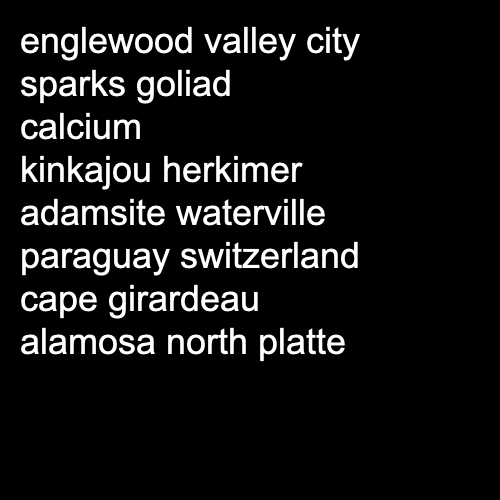 englewood valley city
sparks goliad
calcium
kinkajou herkimer
adamsite waterville
paraguay switzerland
cape girardeau
alamosa north platte